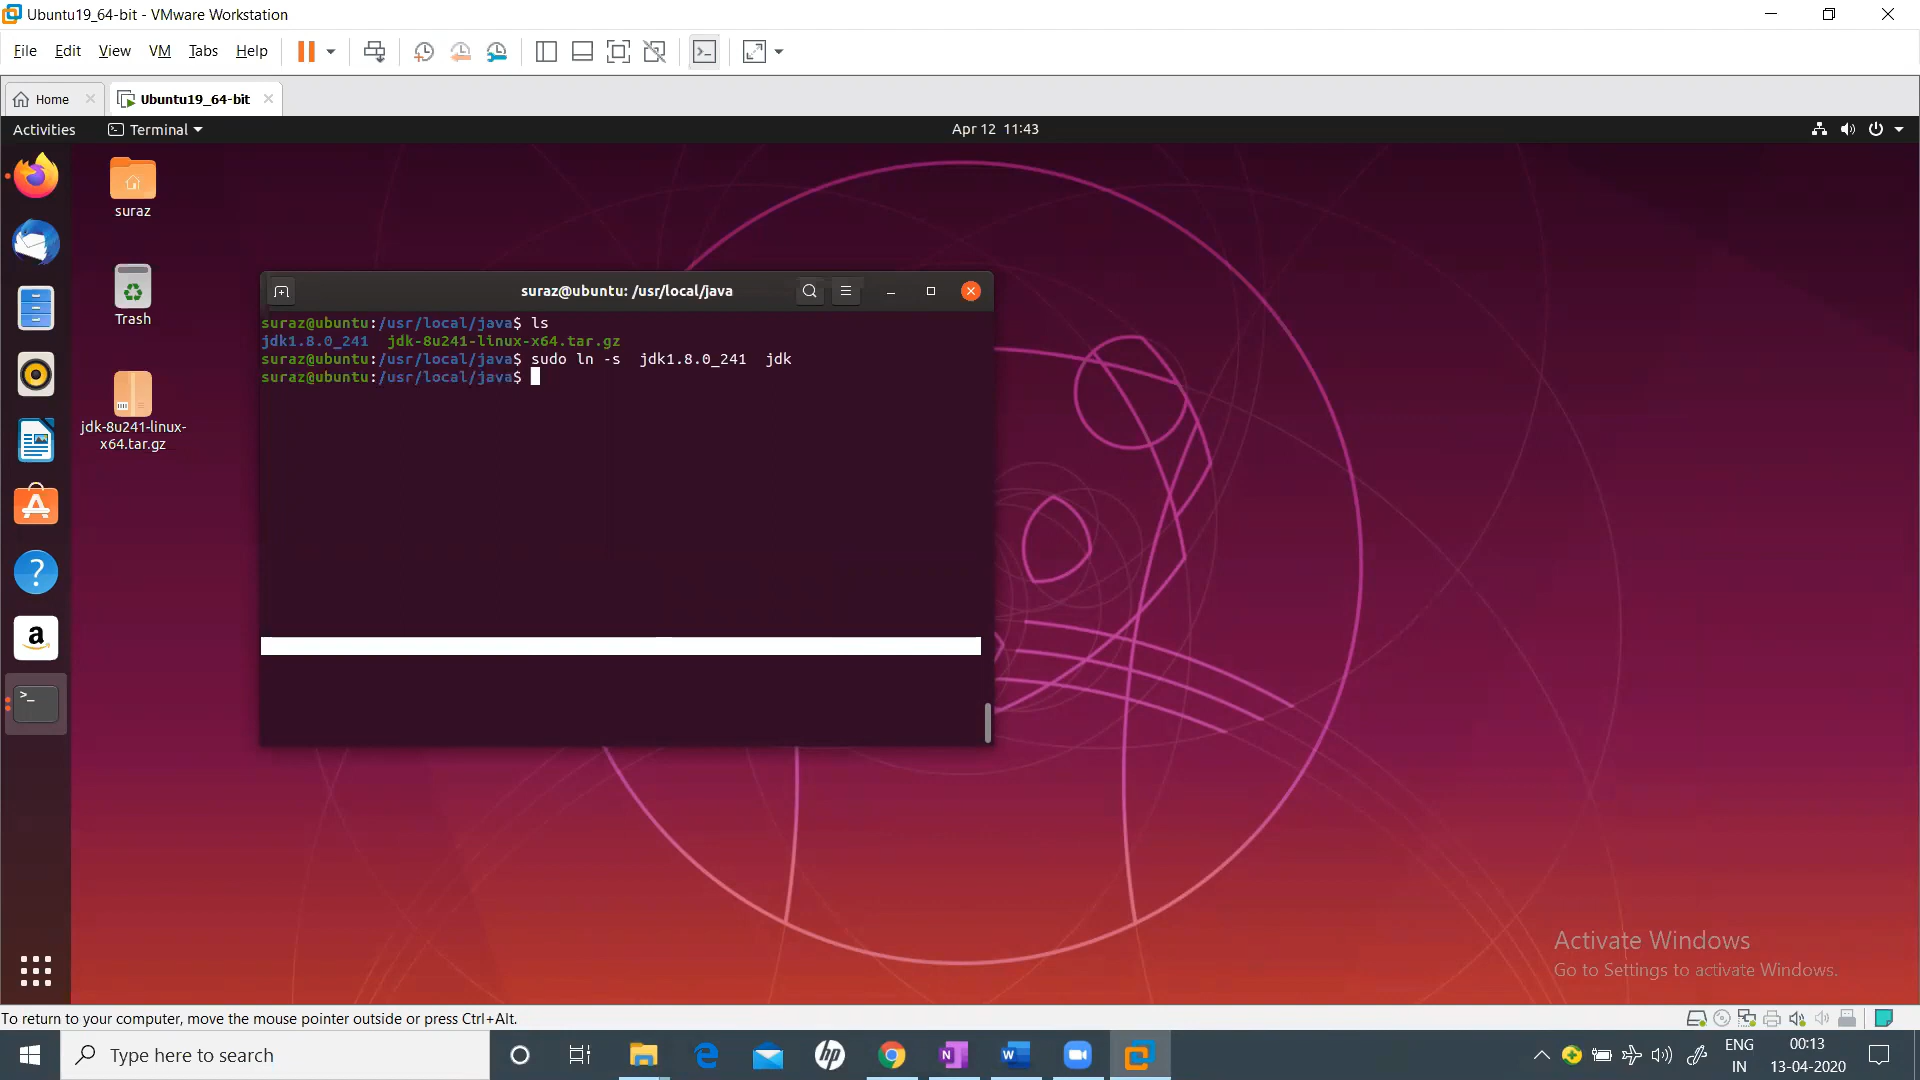 Ubuntu19_64-bit - VMware Workstation
File Edit View VM Tabs Help
Home Ubuntu19_64-bit
Activities Terminal Apr 12 11:43
suraz
Trash
jdk-8u241-linux-
x64.tar.gz
suraz@ubuntu: /usr/local/java
suraz@ubuntu:/usr/local/java$ ls
jdk1.8.0_241 jdk-8u241-linux-x64.tar.gz
suraz@ubuntu:/usr/local/java$ sudo ln -s  jdk1.8.0_241  jdk
suraz@ubuntu:/usr/local/java$
Activate Windows
Go to Settings to activate Windows.
To return to your computer, move the mouse pointer outside or press Ctrl+Alt.
Type here to search
ENG
IN
00:13
13-04-2020